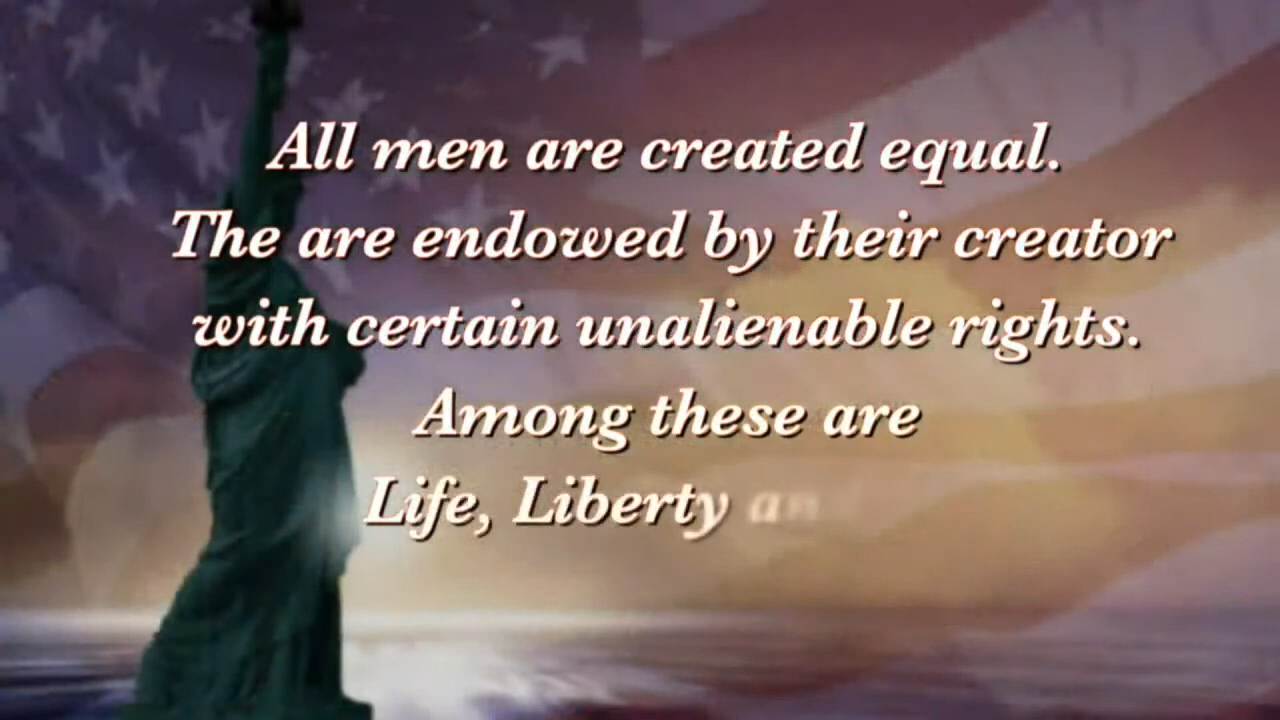 All men are created equal.
The are endowed by their creator
with certain unalienable rights.
Among these are
Life, Liberty an